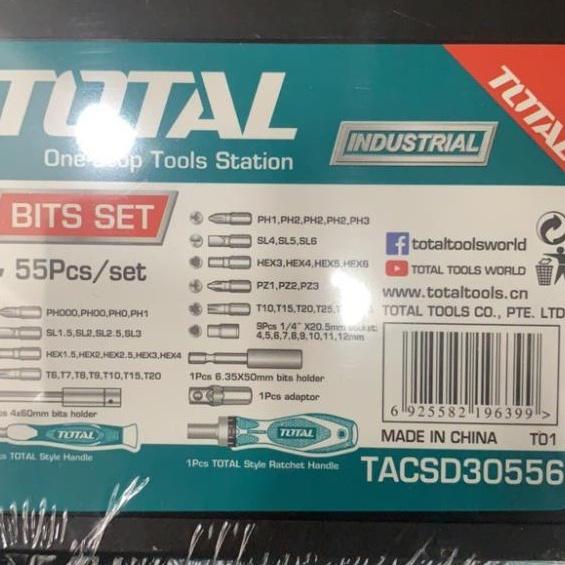 TOTAL
One-Stop Tools Station
INDUSTRIAL
TOTAL
BITS SET
55Pcs/set
PH000,PH00,PH0,PH1
SL1.5,SL2,SL2.5,SL3
HEX1.5,HEX2,HEX2.5,HEX3,HEX4
T6,T7,T8,T9,T10,T15,T20
4x60mm bits holder
TOTAL
TOTAL Style Handle
PH1,PH2,PH2,PH2,PH3
SL4,SL5,SL6
HEX3,HEX4,HEX5,HEX6
PZ1,PZ2,PZ3
T10,T15,T20,T25,
9Pcs 1/4" X20.5mm socket:
4,5,6,7,8,9,10,11,12mm
1Pcs 6.35X50mm bits holder
1Pcs adaptor
TOTAL
1Pcs TOTAL Style Ratchet Handle
totaltoolsworld
TOTAL TOOLS WORLD
www.totaltools.cn
TOTAL TOOLS CO., PTE. LTD
6 925582 196399 >
MADE IN CHINA T01
TACSD30556